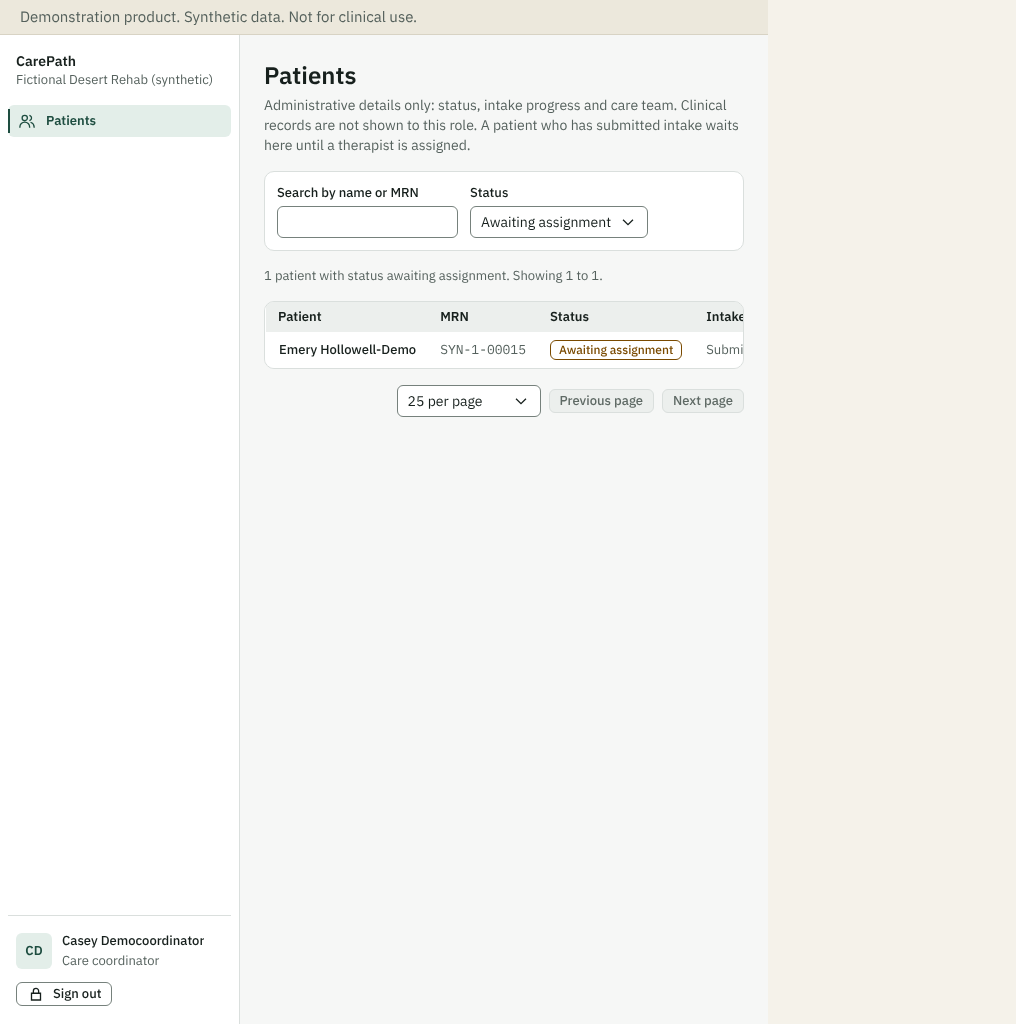 Demonstration product. Synthetic data. Not for clinical use.
CarePath
Fictional Desert Rehab (synthetic)
Patients
Patients
Administrative details only: status, intake progress and care team. Clinical
records are not shown to this role. A patient who has submitted intake waits
here until a therapist is assigned.
Search by name or MRN
Status
Awaiting assignment
1 patient with status awaiting assignment. Showing 1 to 1.
Patient MRN Status Intake
Emery Hollowell-Demo SYN-1-00015 Awaiting assignment Submi
25 per page Previous page Next page
CD
Casey Democoordinator
Care coordinator
Sign out